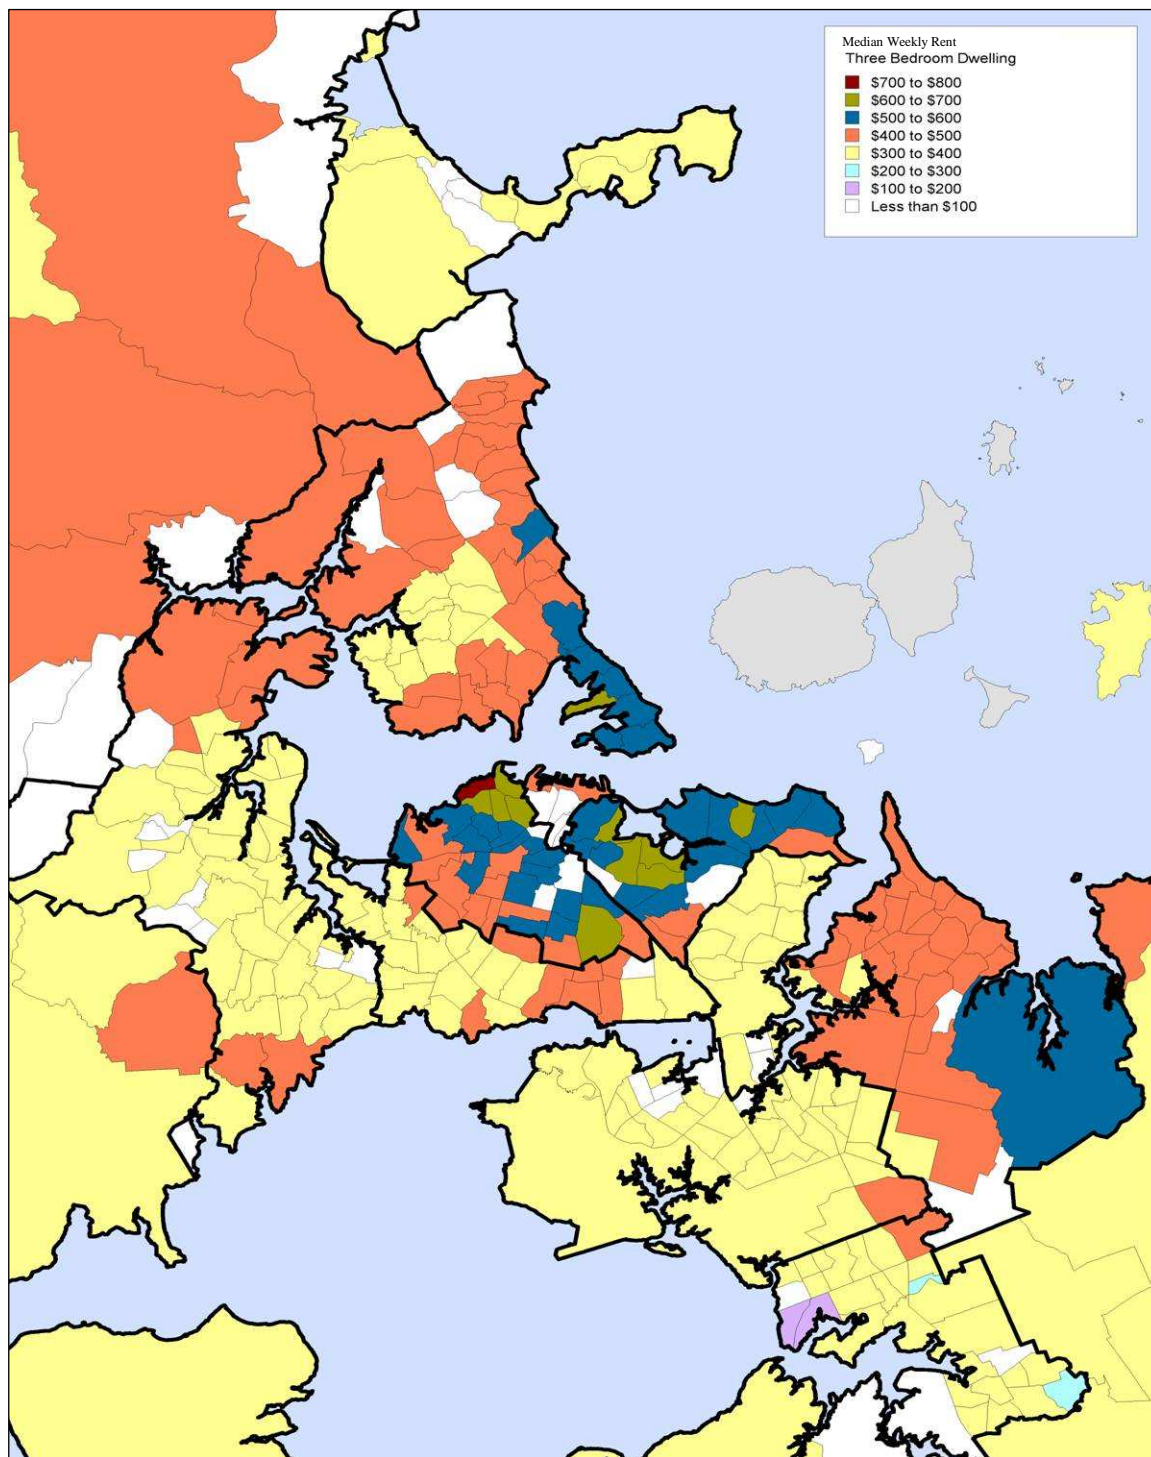 Median Weekly Rent
Three Bedroom Dwelling
$700 to $800
$600 to $700
$500 to $600
$400 to $500
$300 to $400
$200 to $300
$100 to $200
Less than $100